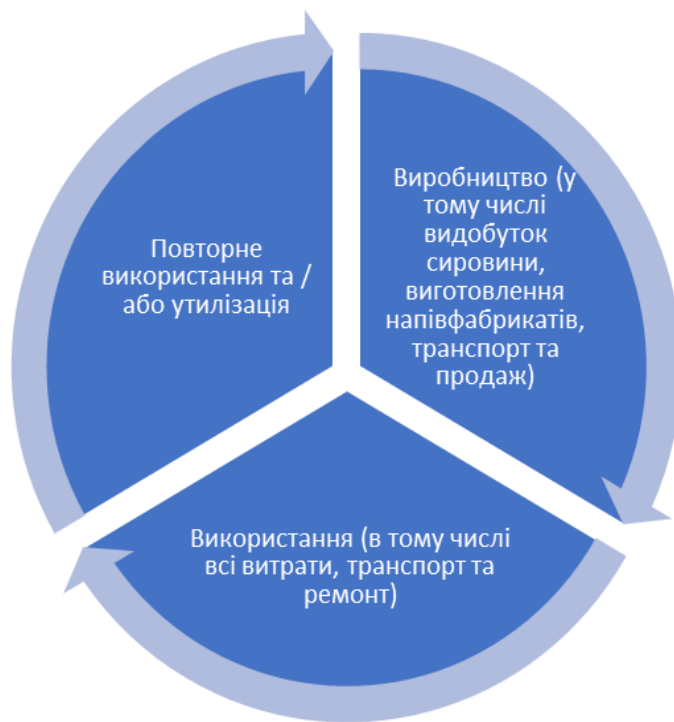 Виробництво (у
тому числі
видобуток
сировини,
виготовлення
напівфабрикатів,
транспорт та
продаж)
Використання (в тому числі
всі витрати, транспорт та
ремонт)
Повторне
використання та /
або утилізація